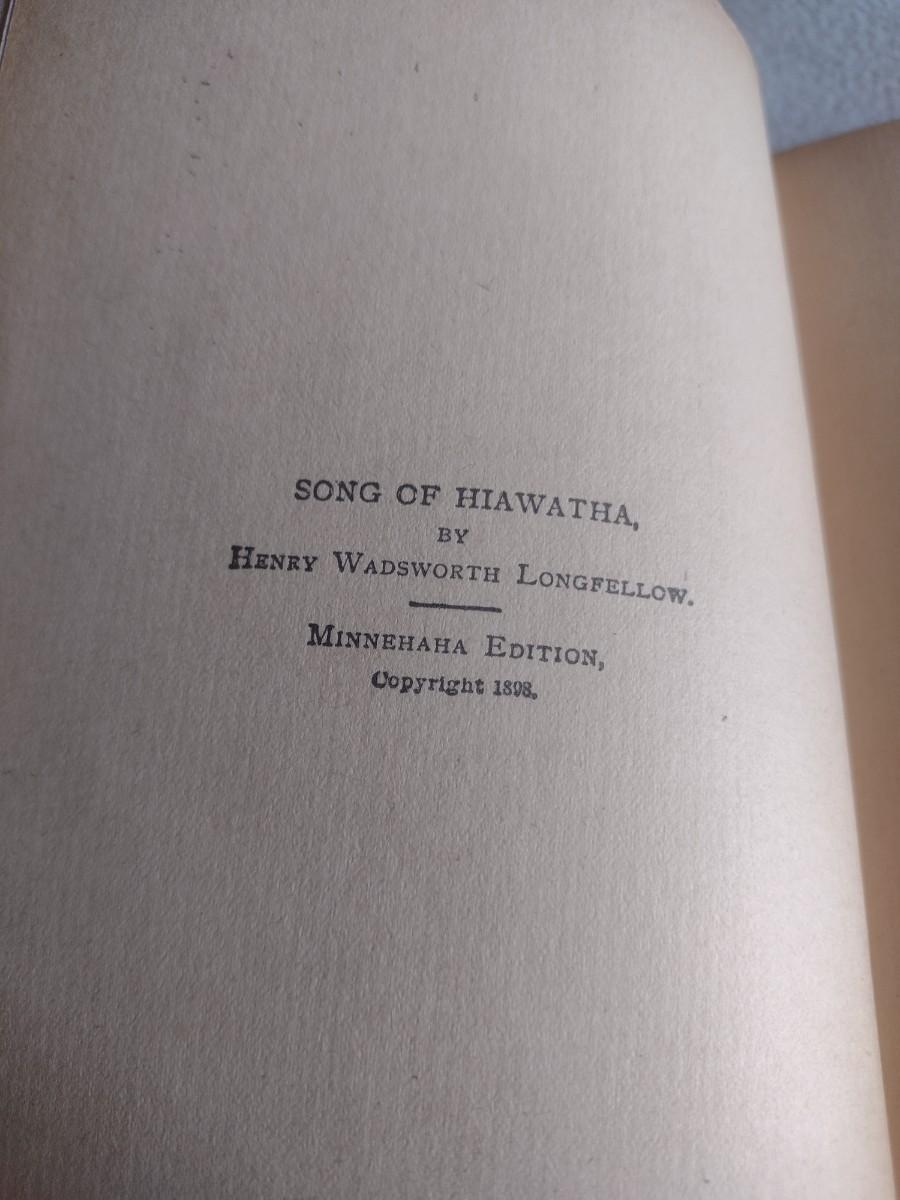 SONG OF HIAWATHA,
BY
HENRY WADSWORTH LONGFELLOW.
MINNEHAHA EDITION,
Copyright 1898.